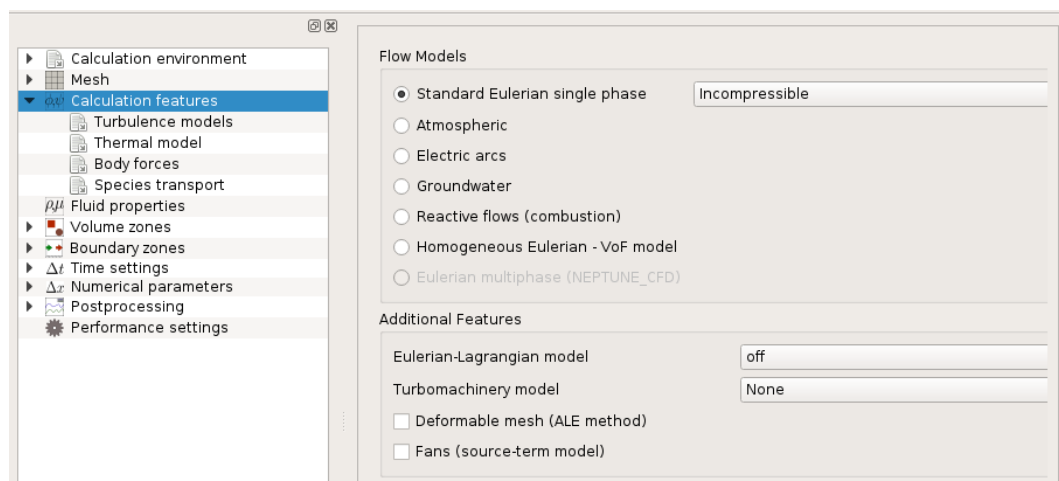 Calculation environment
Mesh
Calculation features
Turbulence models
Thermal model
Body forces
Species transport
ρμ Fluid properties
Volume zones
Boundary zones
Δt Time settings
Δx Numerical parameters
Postprocessing
Performance settings
Flow Models
Standard Eulerian single phase Incompressible
Atmospheric
Electric arcs
Groundwater
Reactive flows (combustion)
Homogeneous Eulerian - VoF model
Eulerian multiphase (NEPTUNE_CFD)
Additional Features
Eulerian-Lagrangian model off
Turbomachinery model None
Deformable mesh (ALE method)
Fans (source-term model)